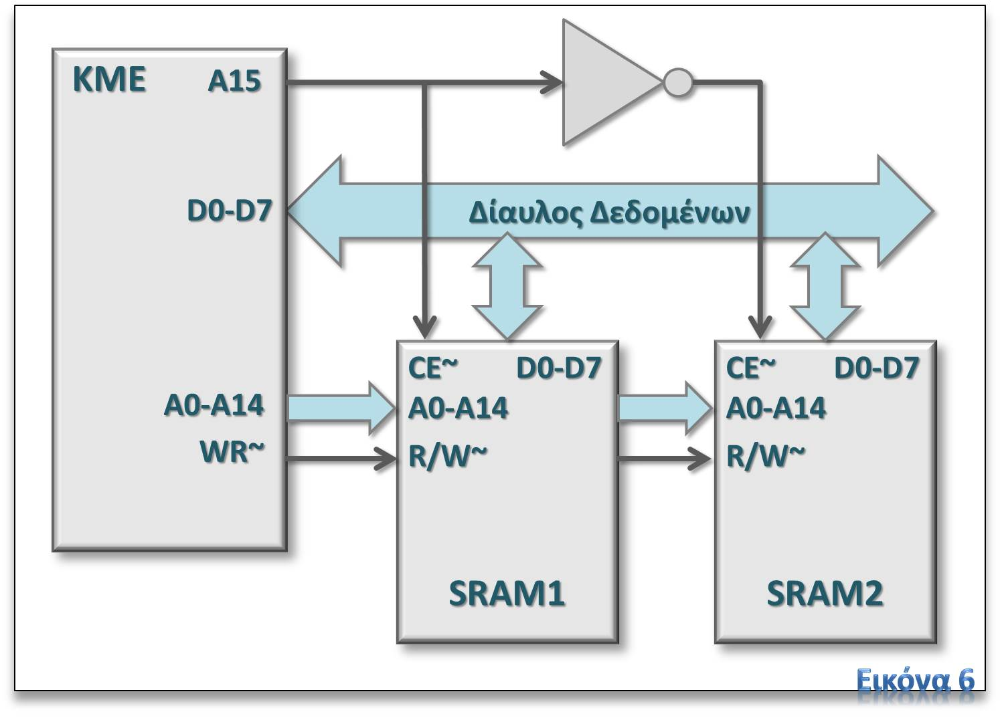 KME A15
D0-D7
Δίαυλος Δεδομένων
A0-A14
WR~
CE~ D0-D7
A0-A14
R/W~
SRAM1
CE~ D0-D7
A0-A14
R/W~
SRAM2
Εικόνα 6